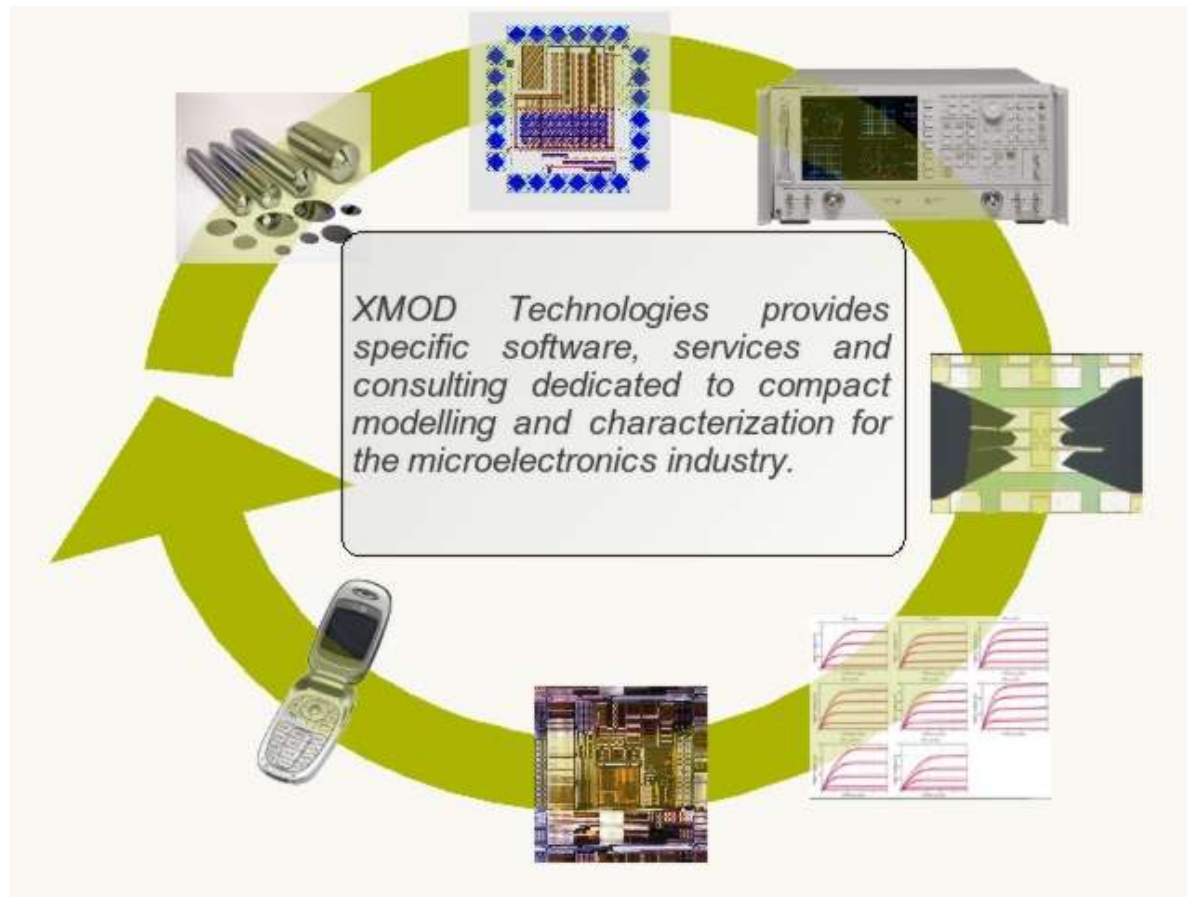 XMOD Technologies provides
specific software, services and
consulting dedicated to compact
modelling and characterization for
the microelectronics industry.